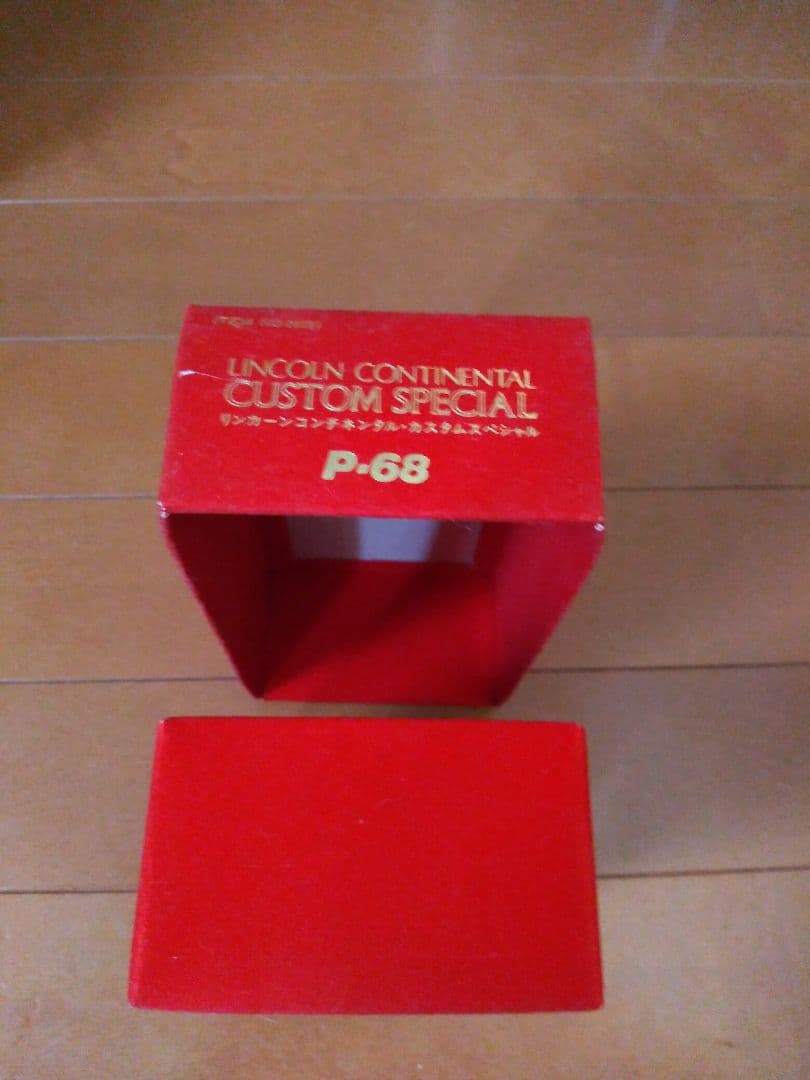 LINCOLN CONTINENTAL
CUSTOM SPECIAL
リンカーンコンチネンタル・カスタムスペシャル
P-68